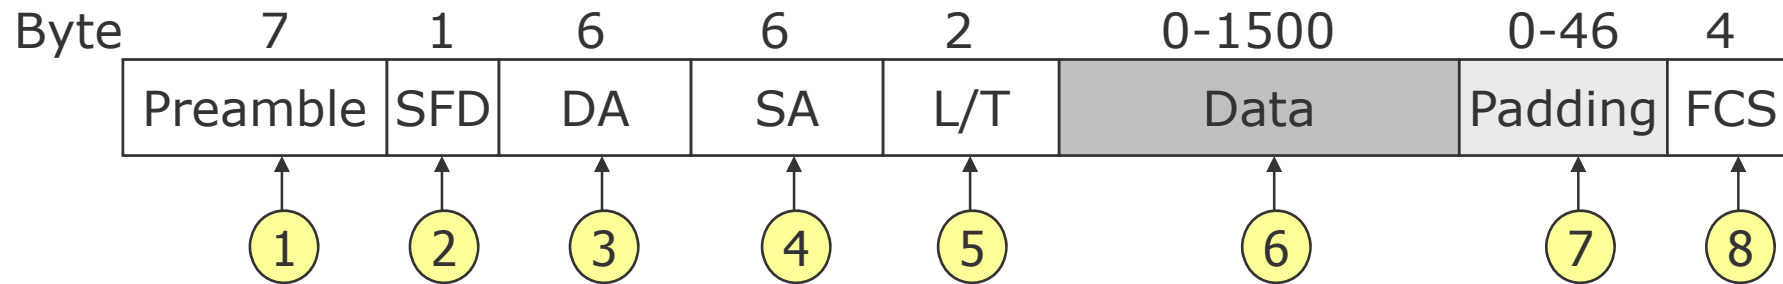 Byte 7 1 6 6 2 0-1500 0-46 4
Preamble SFD DA SA L/T Data Padding FCS
1 2 3 4 5 6 7 8